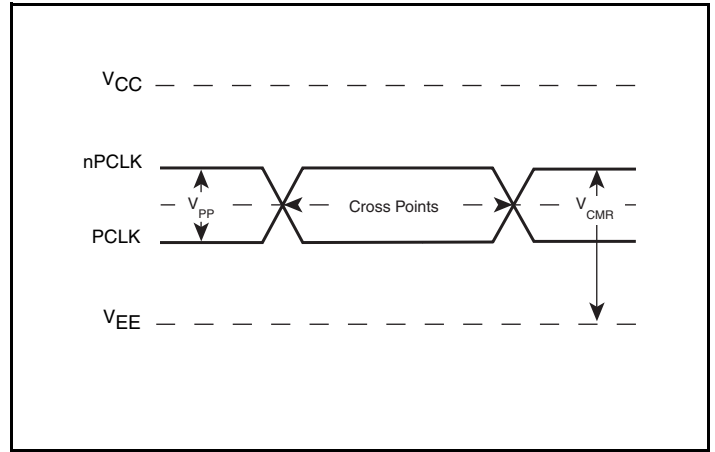 VCC
nPCLK
VPP
Cross Points
VCMR
PCLK
VEE